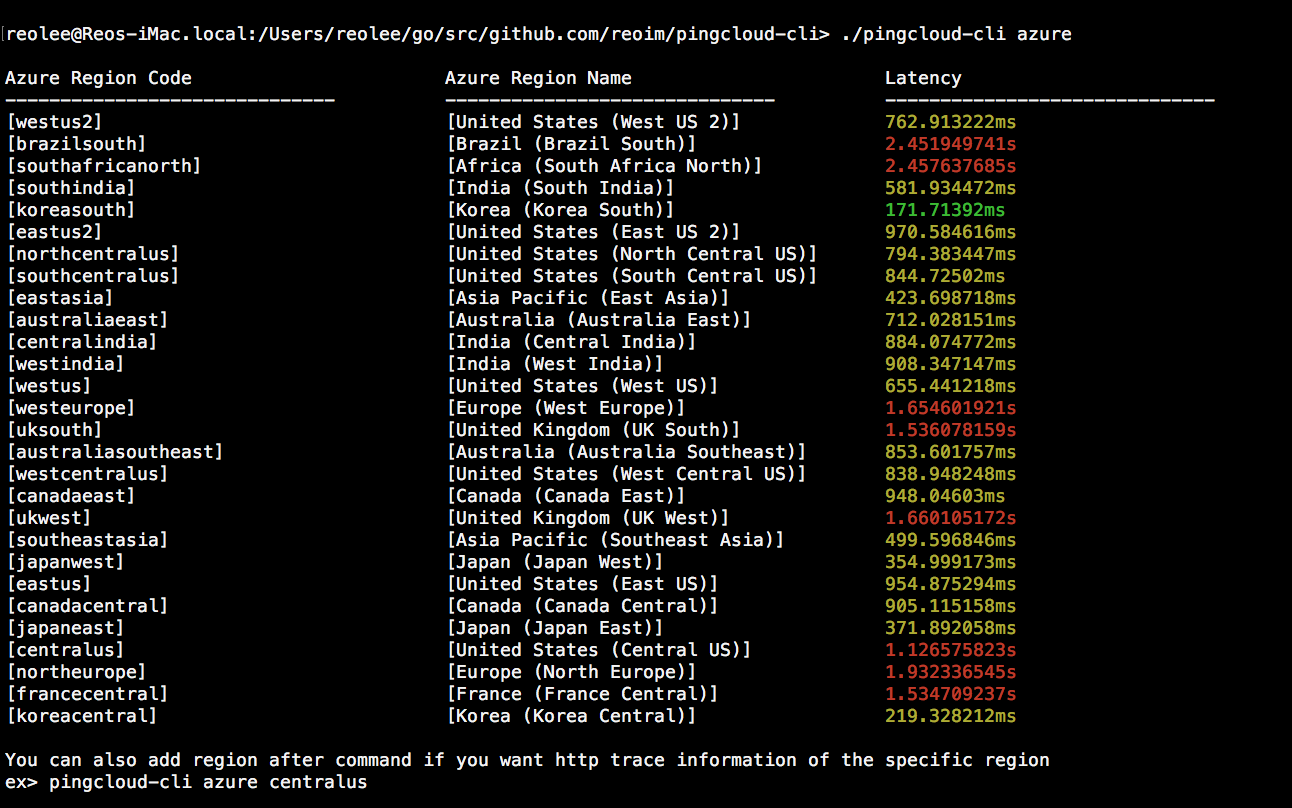 [reolee@Reos-iMac.local:/Users/reolee/go/src/github.com/reoim/pingcloud-cli> ./pingcloud-cli azure
Azure Region Code Azure Region Name Latency
------------------------------ ------------------------------ ------------------------------
[westus2] [United States (West US 2)] 762.913222ms
[brazilsouth] [Brazil (Brazil South)] 2.451949741s
[southafricanorth] [Africa (South Africa North)] 2.457637685s
[southindia] [India (South India)] 581.934472ms
[koreasouth] [Korea (Korea South)] 171.71392ms
[eastus2] [United States (East US 2)] 970.584616ms
[northcentralus] [United States (North Central US)] 794.383447ms
[southcentralus] [United States (South Central US)] 844.72502ms
[eastasia] [Asia Pacific (East Asia)] 423.698718ms
[australiaeast] [Australia (Australia East)] 712.028151ms
[centralindia] [India (Central India)] 884.074772ms
[westindia] [India (West India)] 908.347147ms
[westus] [United States (West US)] 655.441218ms
[westeurope] [Europe (West Europe)] 1.654601921s
[uksouth] [United Kingdom (UK South)] 1.536078159s
[australiasoutheast] [Australia (Australia Southeast)] 853.601757ms
[westcentralus] [United States (West Central US)] 838.948248ms
[canadaeast] [Canada (Canada East)] 948.04603ms
[ukwest] [United Kingdom (UK West)] 1.660105172s
[southeastasia] [Asia Pacific (Southeast Asia)] 499.596846ms
[japanwest] [Japan (Japan West)] 354.999173ms
[eastus] [United States (East US)] 954.875294ms
[canadacentral] [Canada (Canada Central)] 905.115158ms
[japaneast] [Japan (Japan East)] 371.892058ms
[centralus] [United States (Central US)] 1.126575823s
[northeurope] [Europe (North Europe)] 1.932336545s
[francecentral] [France (France Central)] 1.534709237s
[koreacentral] [Korea (Korea Central)] 219.328212ms
You can also add region after command if you want http trace information of the specific region
ex> pingcloud-cli azure centralus